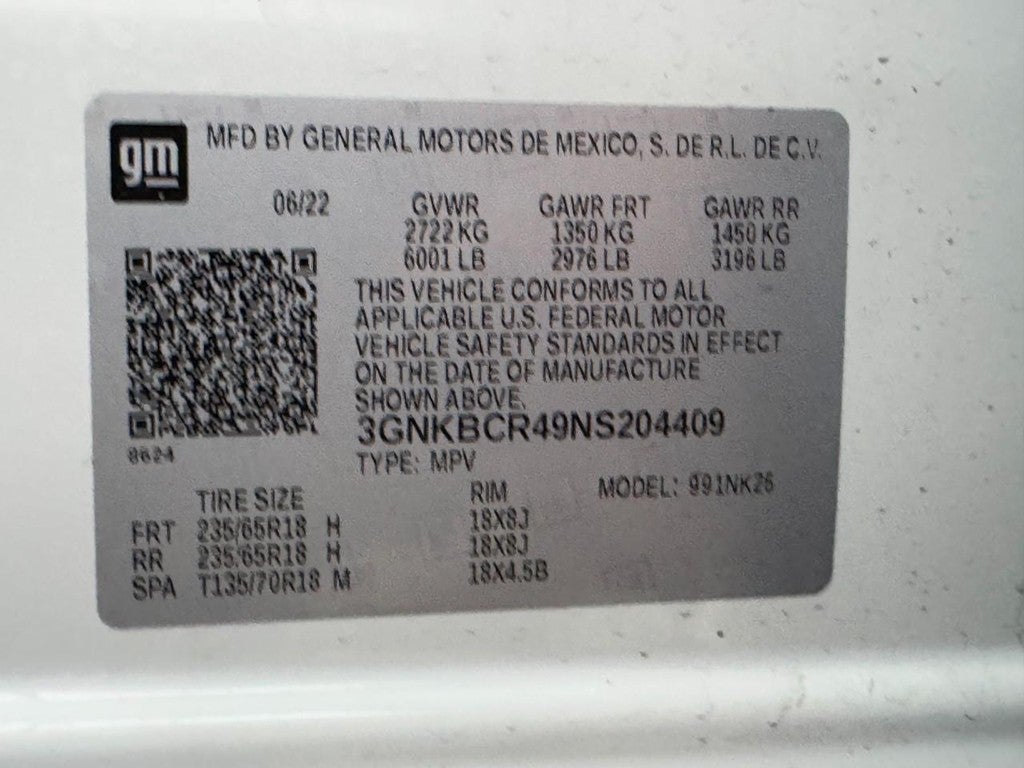 gm
MFD BY GENERAL MOTORS DE MEXICO, S. DE R.L. DE C.V.
06/22 GVWR GAWR FRT GAWR RR
2722 KG 1350 KG 1450 KG
6001 LB 2976 LB 3196 LB
THIS VEHICLE CONFORMS TO ALL
APPLICABLE U.S. FEDERAL MOTOR
VEHICLE SAFETY STANDARDS IN EFFECT
ON THE DATE OF MANUFACTURE
SHOWN ABOVE.
3GNKBCR49NS204409
8624 TYPE: MPV
TIRE SIZE RIM MODEL: 991NK26
FRT 235/65R18 H 18X8J
RR 235/65R18 H 18X8J
SPA T135/70R18 M 18X4.5B